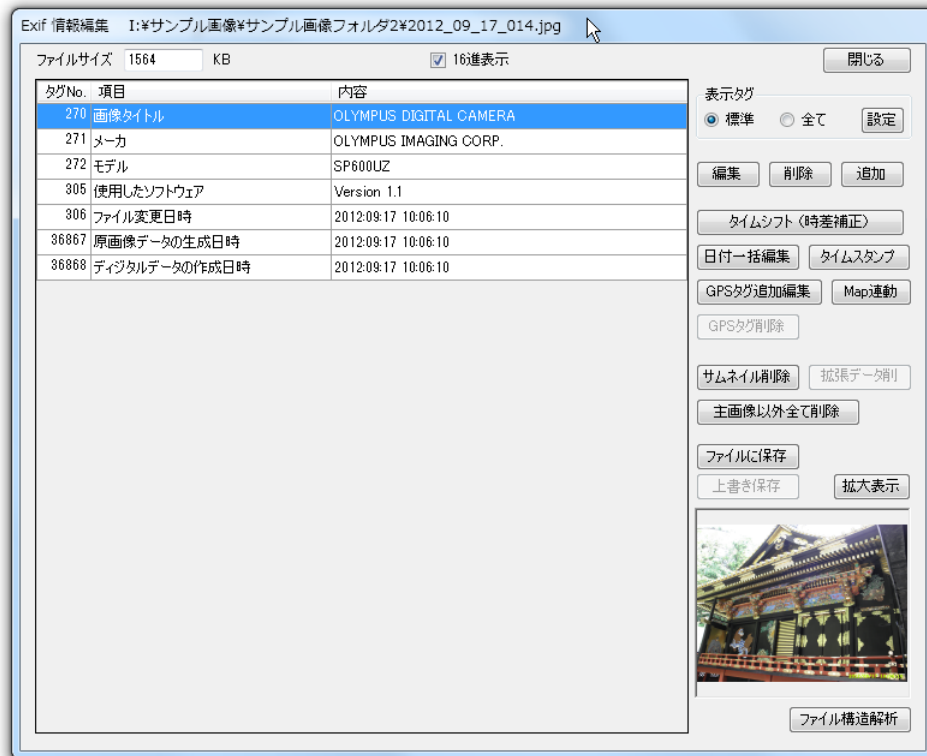 Exif 情報編集 I:¥サンプル画像¥サンプル画像フォルダ2¥2012_09_17_014.jpg
ファイルサイズ 1564 KB 16進表示 閉じる
タグNo. 項目 内容
270 画像タイトル OLYMPUS DIGITAL CAMERA
271 メーカ OLYMPUS IMAGING CORP.
272 モデル SP600UZ
305 使用したソフトウェア Version 1.1
306 ファイル変更日時 2012:09:17 10:06:10
36867 原画像データの生成日時 2012:09:17 10:06:10
36868 ディジタルデータの作成日時 2012:09:17 10:06:10
表示タグ
標準 全て 設定
編集 削除 追加
タイムシフト（時差補正）
日付一括編集 タイムスタンプ
GPSタグ追加編集 Map連動
GPSタグ削除
サムネイル削除 拡張データ削
主画像以外全て削除
ファイルに保存
上書き保存 拡大表示
ファイル構造解析